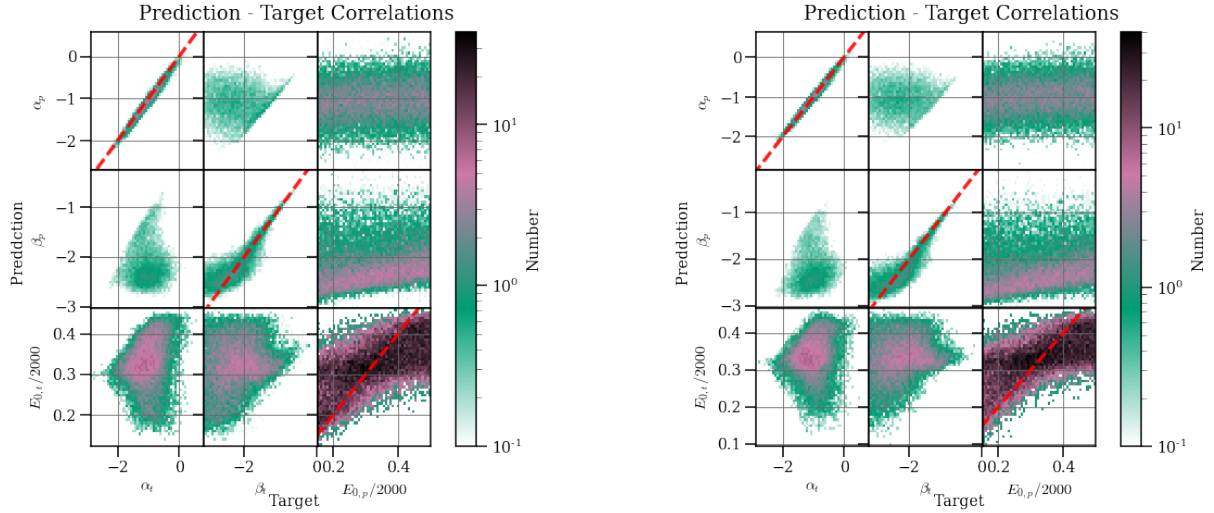 Prediction - Target Correlations
0
−1
−2
α_p
−1
−2
−3
β_p
Preddction
0.4
0.3
0.2
E_{0,t}/2000
−2
0
α_t
−2
β_t
0
0.2
0.4
E_{0,p}/2000
Target
10^1
10^0
10^{-1}
Number
Prediction - Target Correlations
0
−1
−2
α_p
−1
−2
−3
β_p
Preddction
0.4
0.3
0.2
0.1
E_{0,t}/2000
−2
0
α_t
−2
β_t
0
0.2
0.4
E_{0,p}/2000
Target
10^1
10^0
10^{-1}
Number